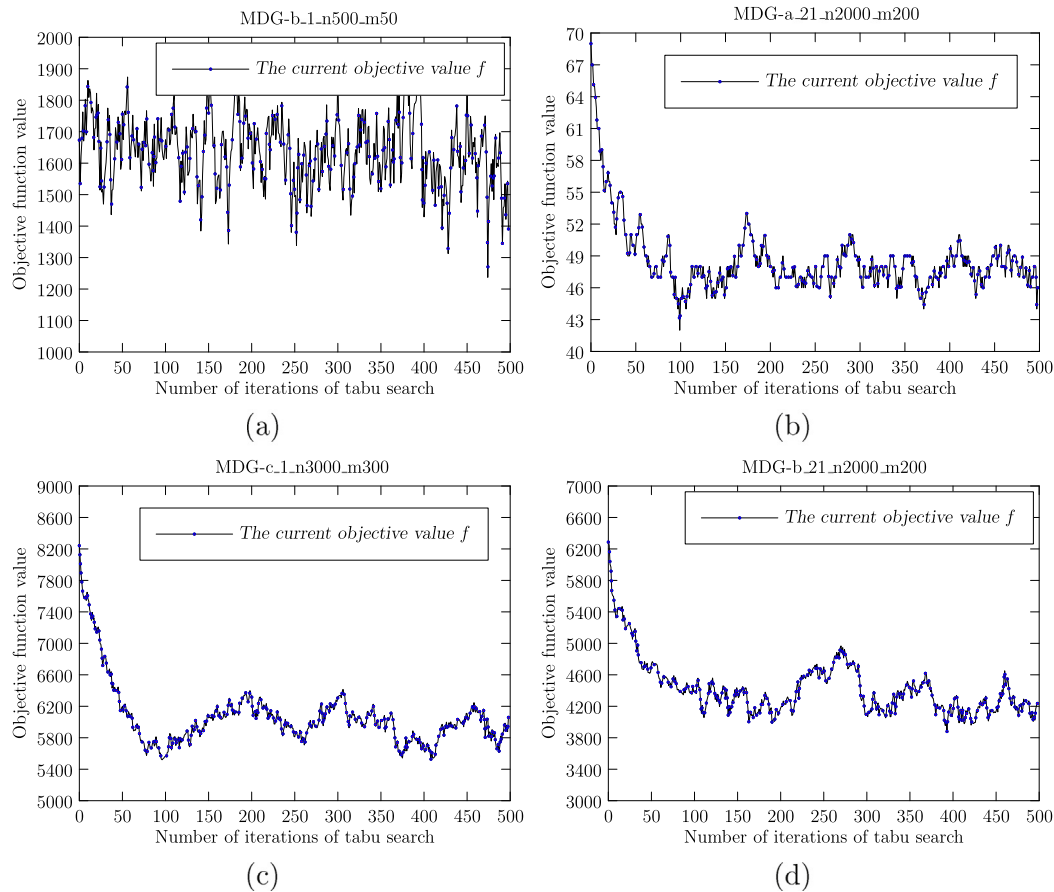 MDG-b_1_n500_m50
2000
1900
1800
1700
1600
1500
1400
1300
1200
1100
1000
Objective function value
The current objective value f
0 50 100 150 200 250 300 350 400 450 500
Number of iterations of tabu search
(a)
MDG-a_21_n2000_m200
70
67
64
61
58
55
52
49
46
43
40
Objective function value
The current objective value f
0 50 100 150 200 250 300 350 400 450 500
Number of iterations of tabu search
(b)
MDG-c_1_n3000_m300
9000
8600
8200
7800
7400
7000
6600
6200
5800
5400
5000
Objective function value
The current objective value f
0 50 100 150 200 250 300 350 400 450 500
Number of iterations of tabu search
(c)
MDG-b_21_n2000_m200
7000
6600
6200
5800
5400
5000
4600
4200
3800
3400
3000
Objective function value
The current objective value f
0 50 100 150 200 250 300 350 400 450 500
Number of iterations of tabu search
(d)